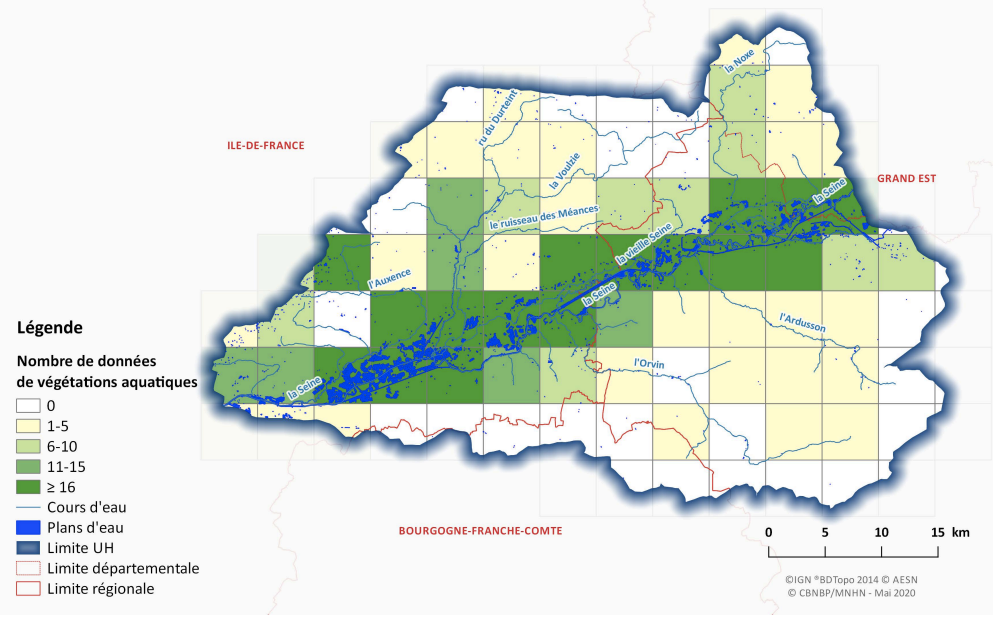 la Noxe
ru du Durteint
ILE-DE-FRANCE
la Voulzie
GRAND EST
la Seine
le ruisseau des Méances
la vieille Seine
l'Auxence
la Seine
l'Ardusson
l'Orvin
la Seine
Légende
Nombre de données
de végétations aquatiques
0
1-5
6-10
11-15
≥ 16
Cours d'eau
Plans d'eau
Limite UH
Limite départementale
Limite régionale
BOURGOGNE-FRANCHE-COMTE
0 5 10 15 km
©IGN ®BDTopo 2014 © AESN
© CBNBP/MNHN - Mai 2020